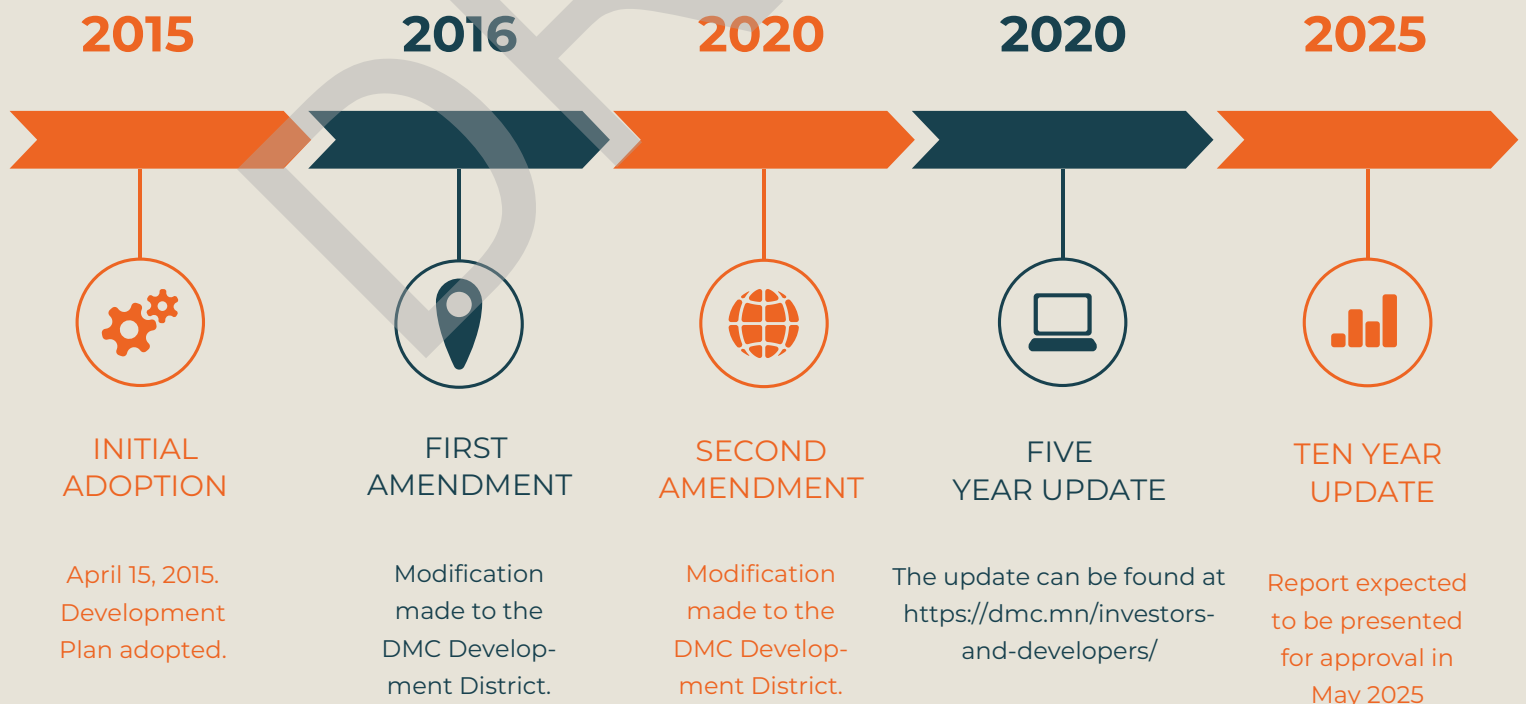 2015
2016
2020
2020
2025
INITIAL
ADOPTION
April 15, 2015.
Development
Plan adopted.
FIRST
AMENDMENT
Modification
made to the
DMC Develop-
ment District.
SECOND
AMENDMENT
Modification
made to the
DMC Develop-
ment District.
FIVE
YEAR UPDATE
The update can be found at
https://dmc.mn/investors-
and-developers/
TEN YEAR
UPDATE
Report expected
to be presented
for approval in
May 2025